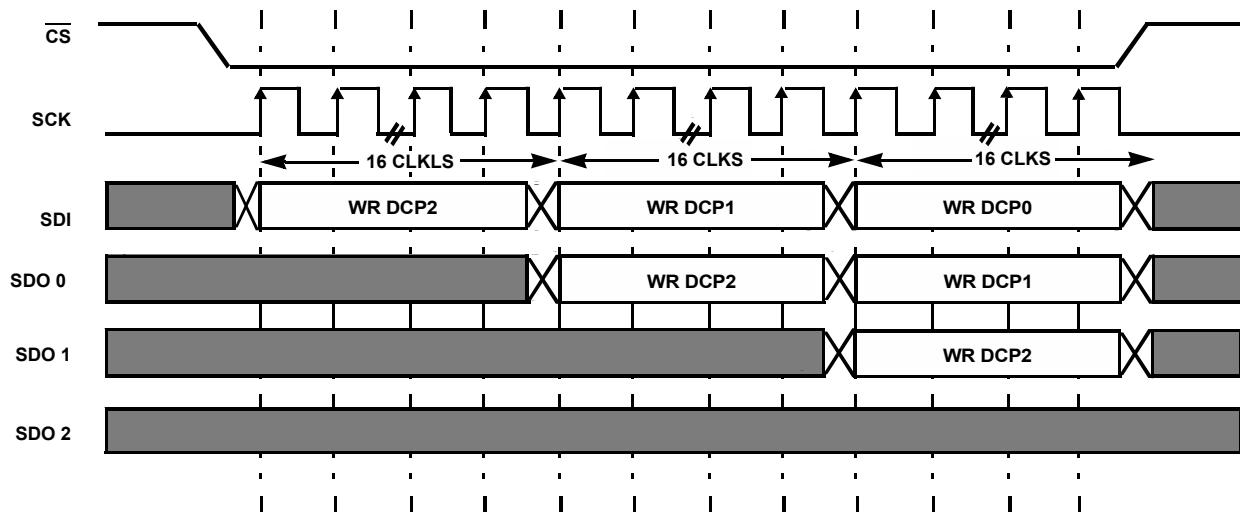 CS
SCK
16 CLKLS 16 CLKS 16 CLKS
SDI WR DCP2 WR DCP1 WR DCP0
SDO 0 WR DCP2 WR DCP1
SDO 1 WR DCP2
SDO 2